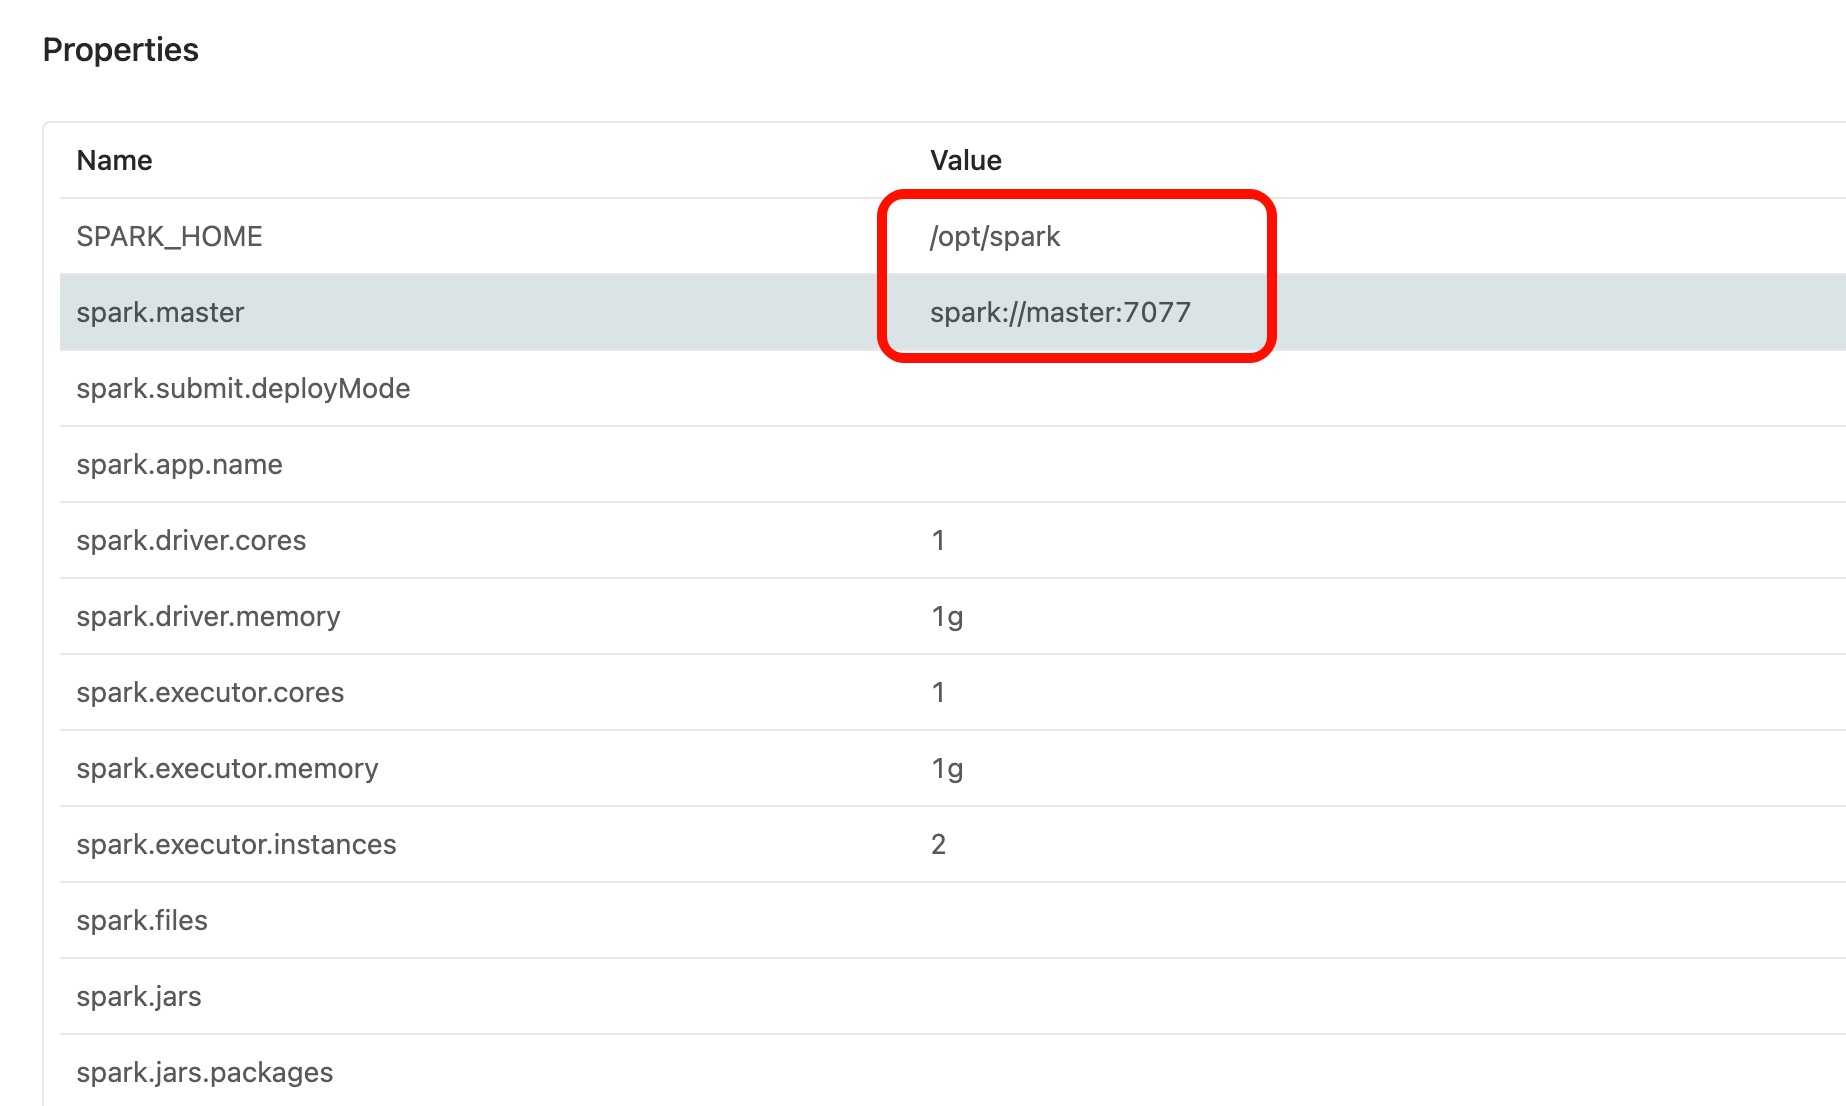 Properties
Name Value
SPARK_HOME /opt/spark
spark.master spark://master:7077
spark.submit.deployMode
spark.app.name
spark.driver.cores 1
spark.driver.memory 1g
spark.executor.cores 1
spark.executor.memory 1g
spark.executor.instances 2
spark.files
spark.jars
spark.jars.packages